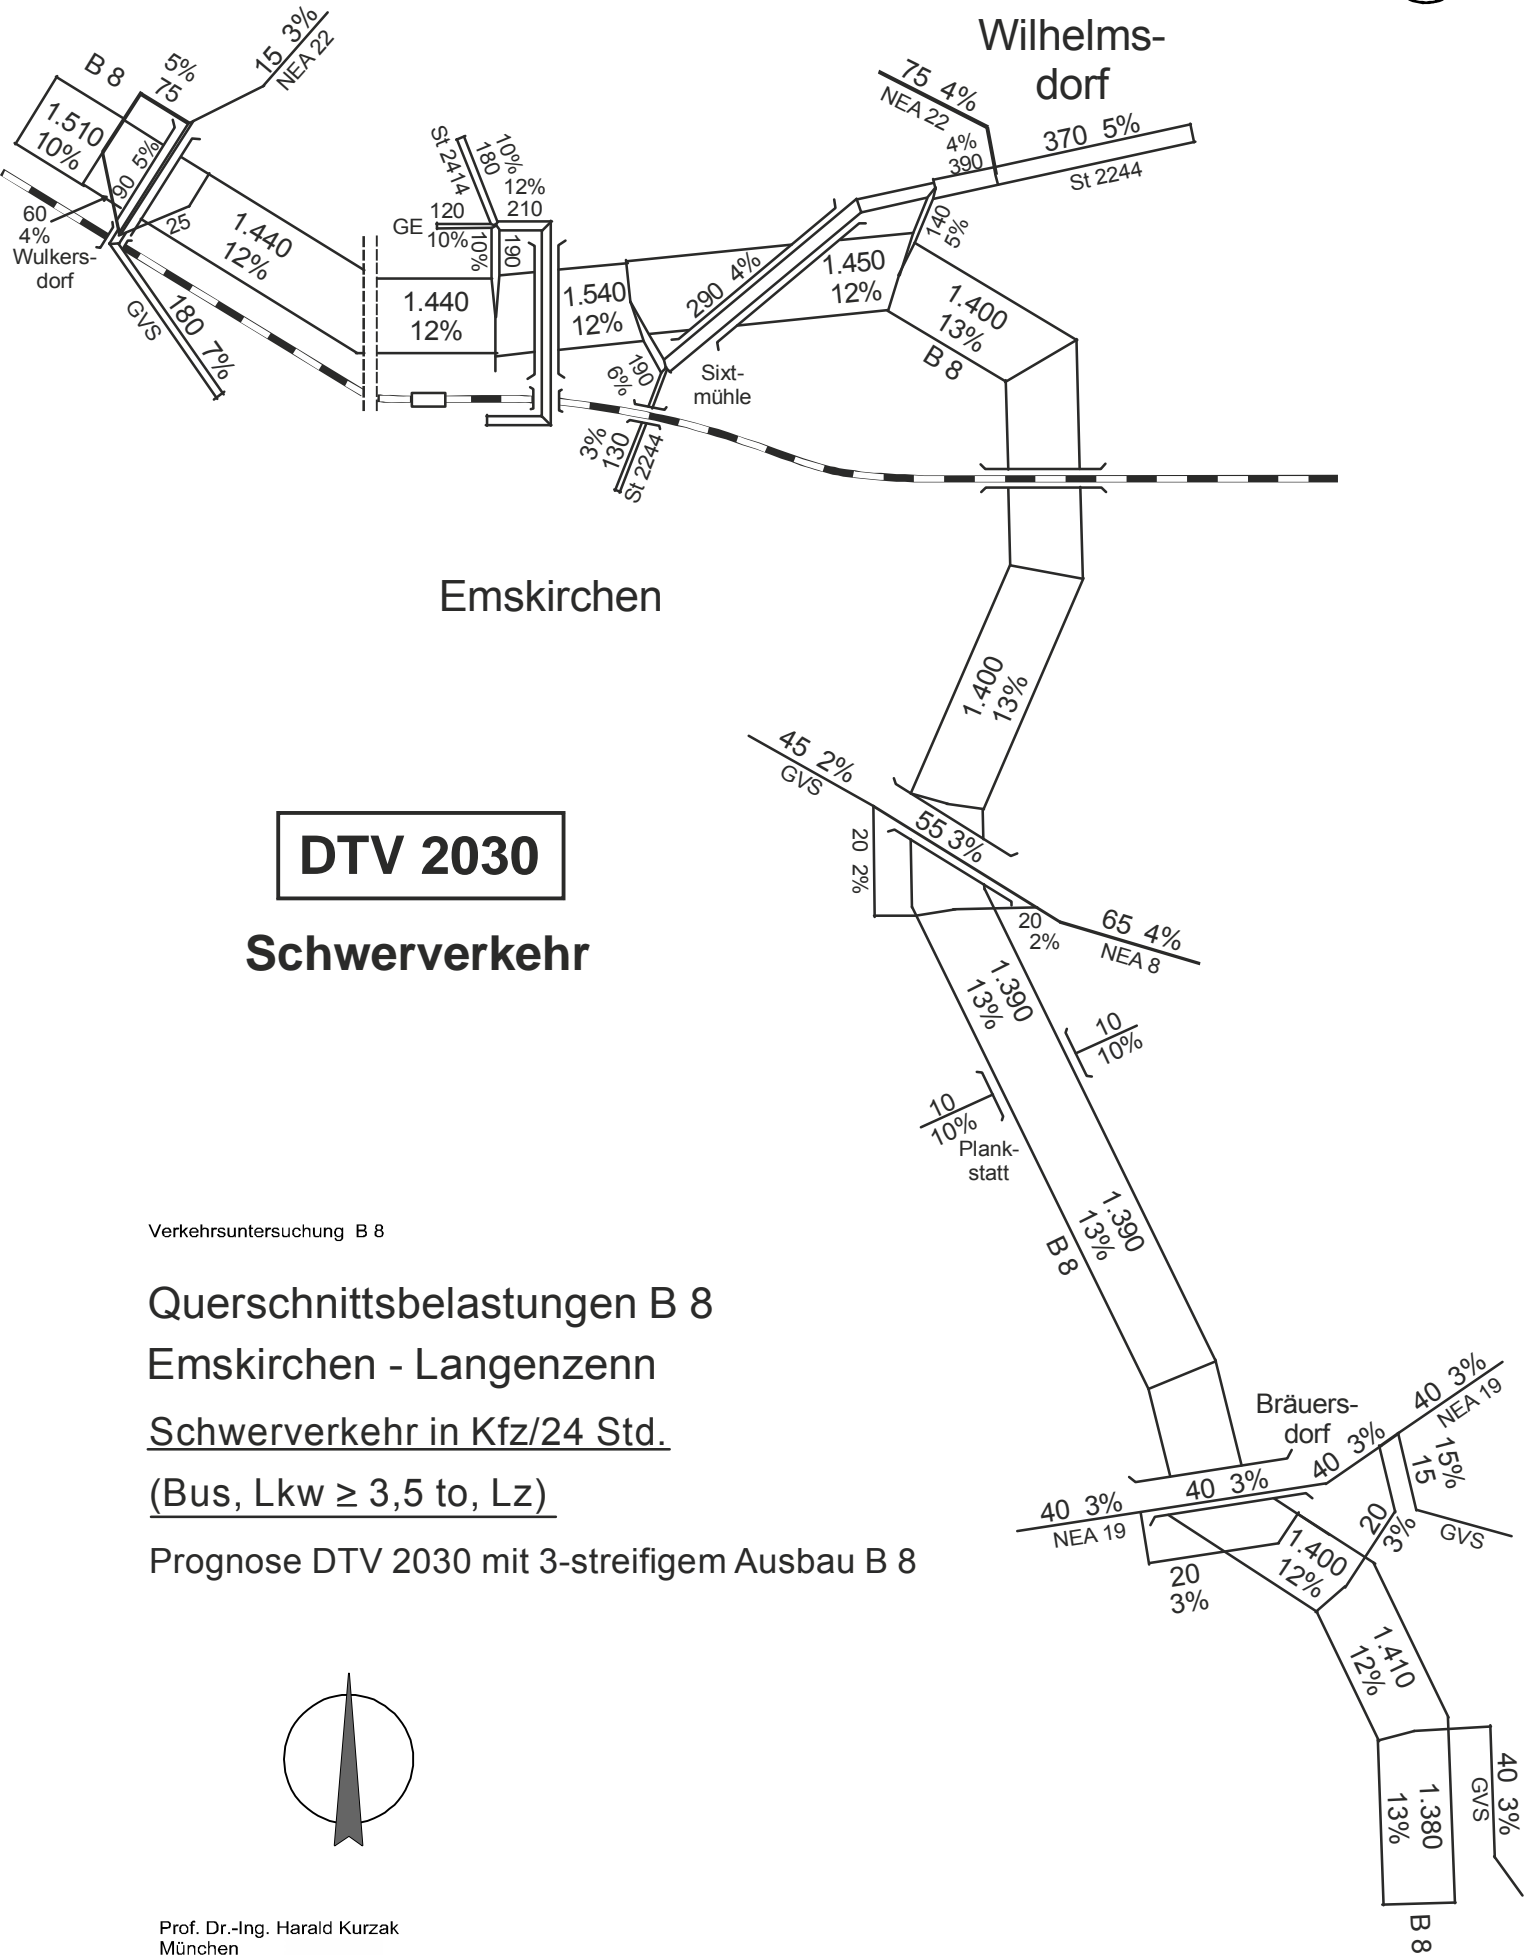 Wilhelms-
dorf
B 8
5%
75
15 3%
NEA 22
1.510
10%
90 5%
60
4%
Wulkers-
dorf
25
1.440
12%
GVS
180 7%
St 2414
10%
180
12%
210
GE
120
10%
10%
190
1.440
12%
1.540
12%
190
6%
3%
130
St 2244
290 4%
Sixt-
mühle
1.450
12%
75 4%
NEA 22
4%
390
370 5%
St 2244
140
5%
1.400
13%
B 8
Emskirchen
1.400
13%
45 2%
GVS
55 3%
20 2%
20
2%
65 4%
NEA 8
DTV 2030
Schwerverkehr
1.390
13%
10
10%
10
10%
Plank-
statt
1.390
13%
B 8
Verkehrsuntersuchung B 8
Querschnittsbelastungen B 8
Emskirchen - Langenzenn
Schwerverkehr in Kfz/24 Std.
(Bus, Lkw ≥ 3,5 to, Lz)
Prognose DTV 2030 mit 3-streifigem Ausbau B 8
Bräuers-
dorf
40 3%
NEA 19
40 3%
40 3%
40 3%
NEA 19
15%
15
GVS
20
3%
20
3%
1.400
12%
1.410
12%
1.380
13%
40 3%
GVS
B 8
Prof. Dr.-Ing. Harald Kurzak
München